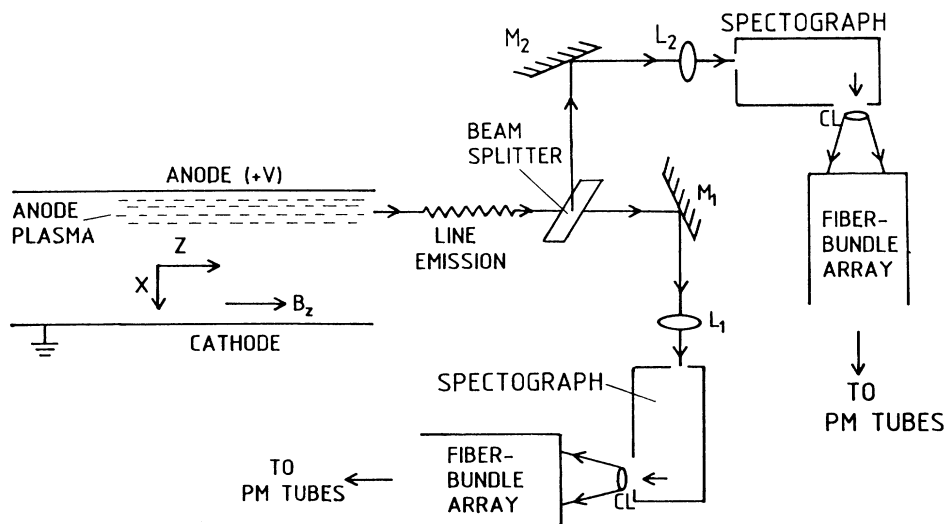 SPECTOGRAPH
M2
L2
CL
BEAM
SPLITTER
ANODE (+V)
M1
ANODE
PLASMA
LINE
EMISSION
FIBER-
BUNDLE
ARRAY
Z
X
Bz
L1
CATHODE
SPECTOGRAPH
TO
PM TUBES
FIBER-
BUNDLE
ARRAY
TO
PM TUBES
CL